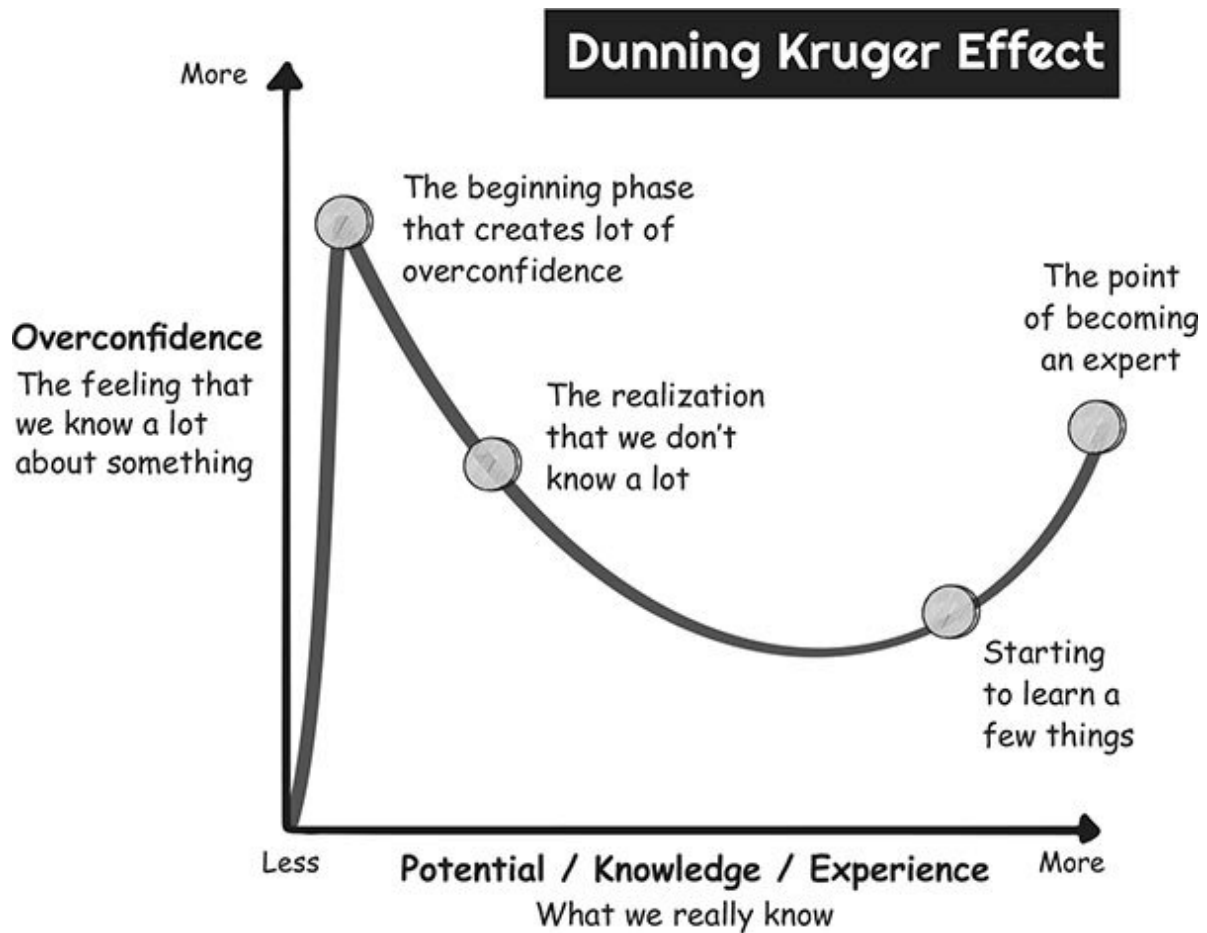 Dunning Kruger Effect
More
The beginning phase
that creates lot of
overconfidence
The point
of becoming
an expert
Overconfidence
The feeling that
we know a lot
about something
The realization
that we don't
know a lot
Starting
to learn a
few things
Less
Potential / Knowledge / Experience
More
What we really know